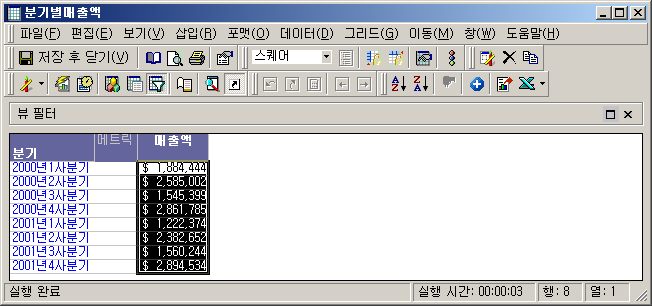 분기별매출액
파일(F) 편집(E) 보기(V) 삽입(R) 포맷(O) 데이터(D) 그리드(G) 이동(M) 창(W) 도움말(H)
저장 후 닫기(V) 스퀘어
뷰 필터
분기 메트릭 매출액
2000년1사분기 $ 1,884,444
2000년2사분기 $ 2,585,002
2000년3사분기 $ 1,545,399
2000년4사분기 $ 2,861,785
2001년1사분기 $ 1,222,374
2001년2사분기 $ 2,382,652
2001년3사분기 $ 1,560,244
2001년4사분기 $ 2,894,534
실행 완료 실행 시간: 00:00:03 행: 8 열: 1